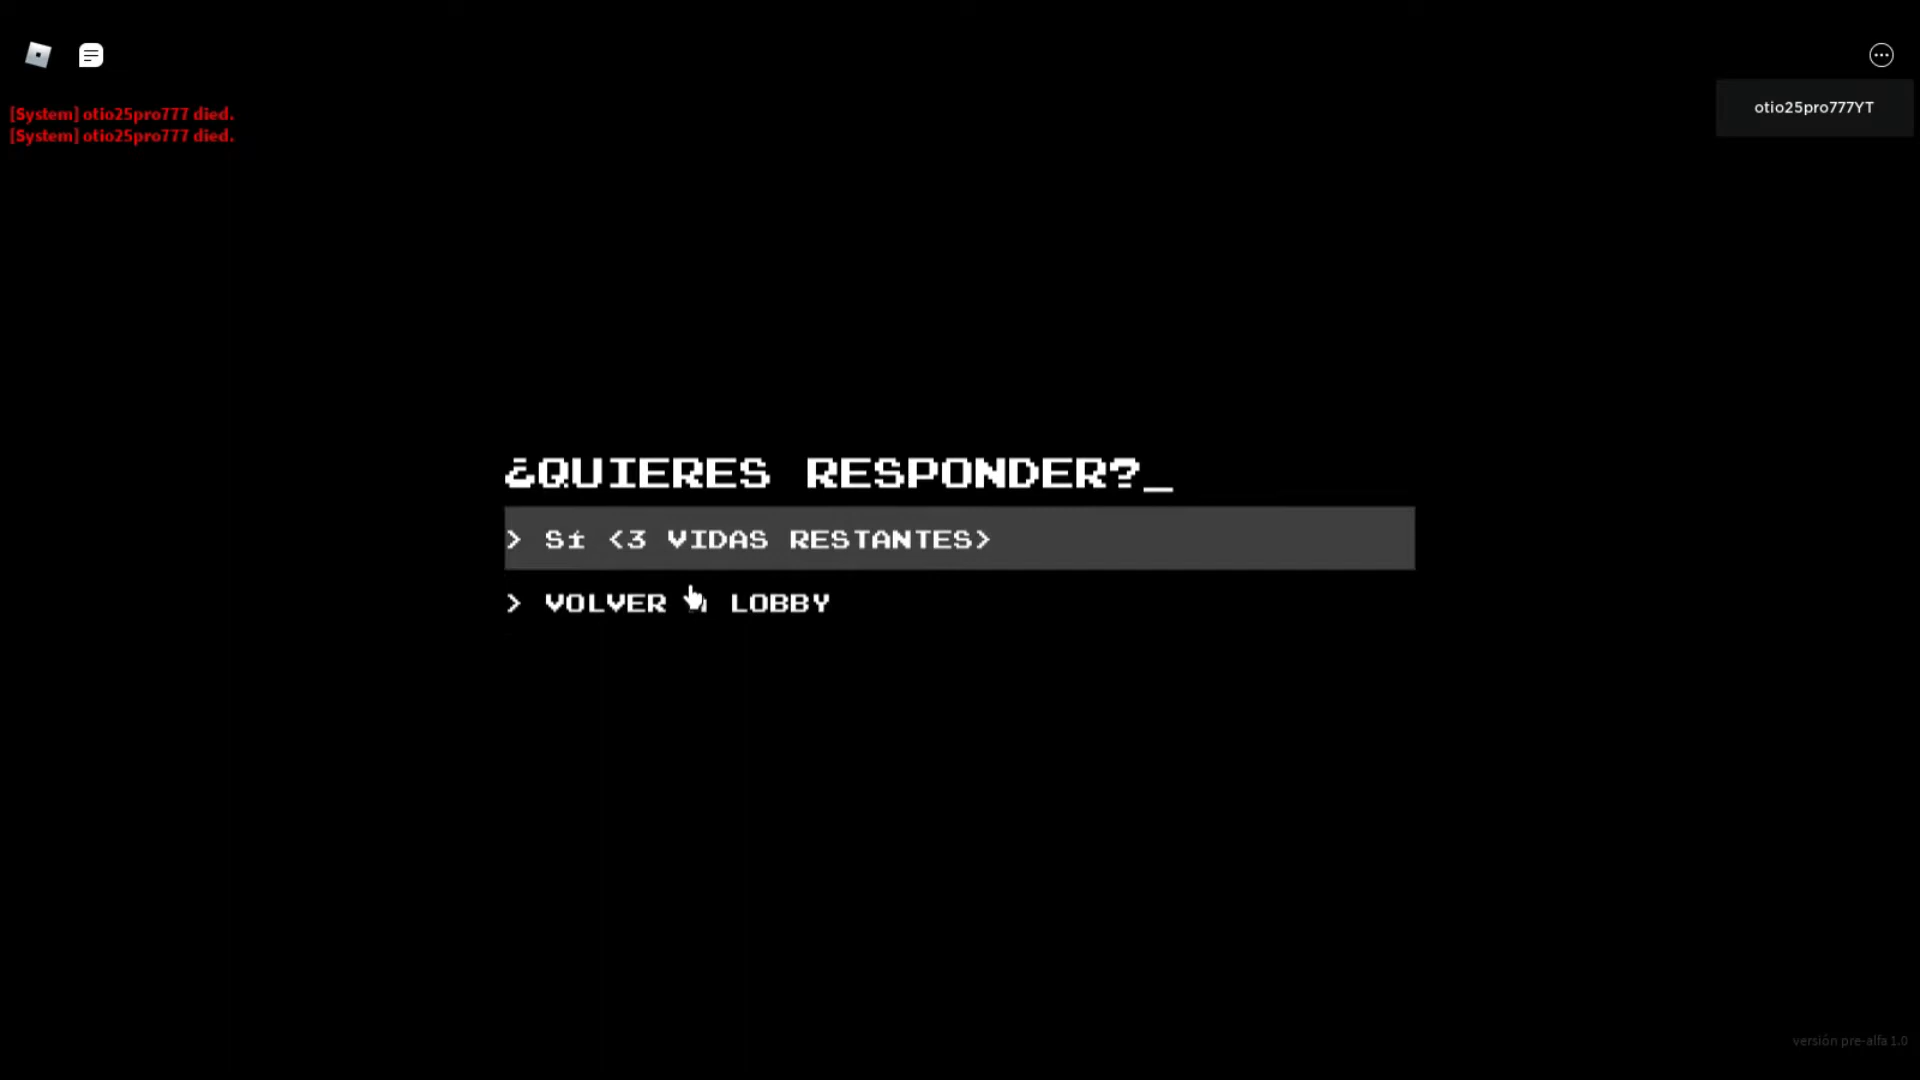 [System] otio25pro777 died.
[System] otio25pro777 died.
otio25pro777YT
¿QUIERES RESPONDER?_
> Sí <3 VIDAS RESTANTES>
> VOLVER LOBBY
versión pre-alfa 1.0